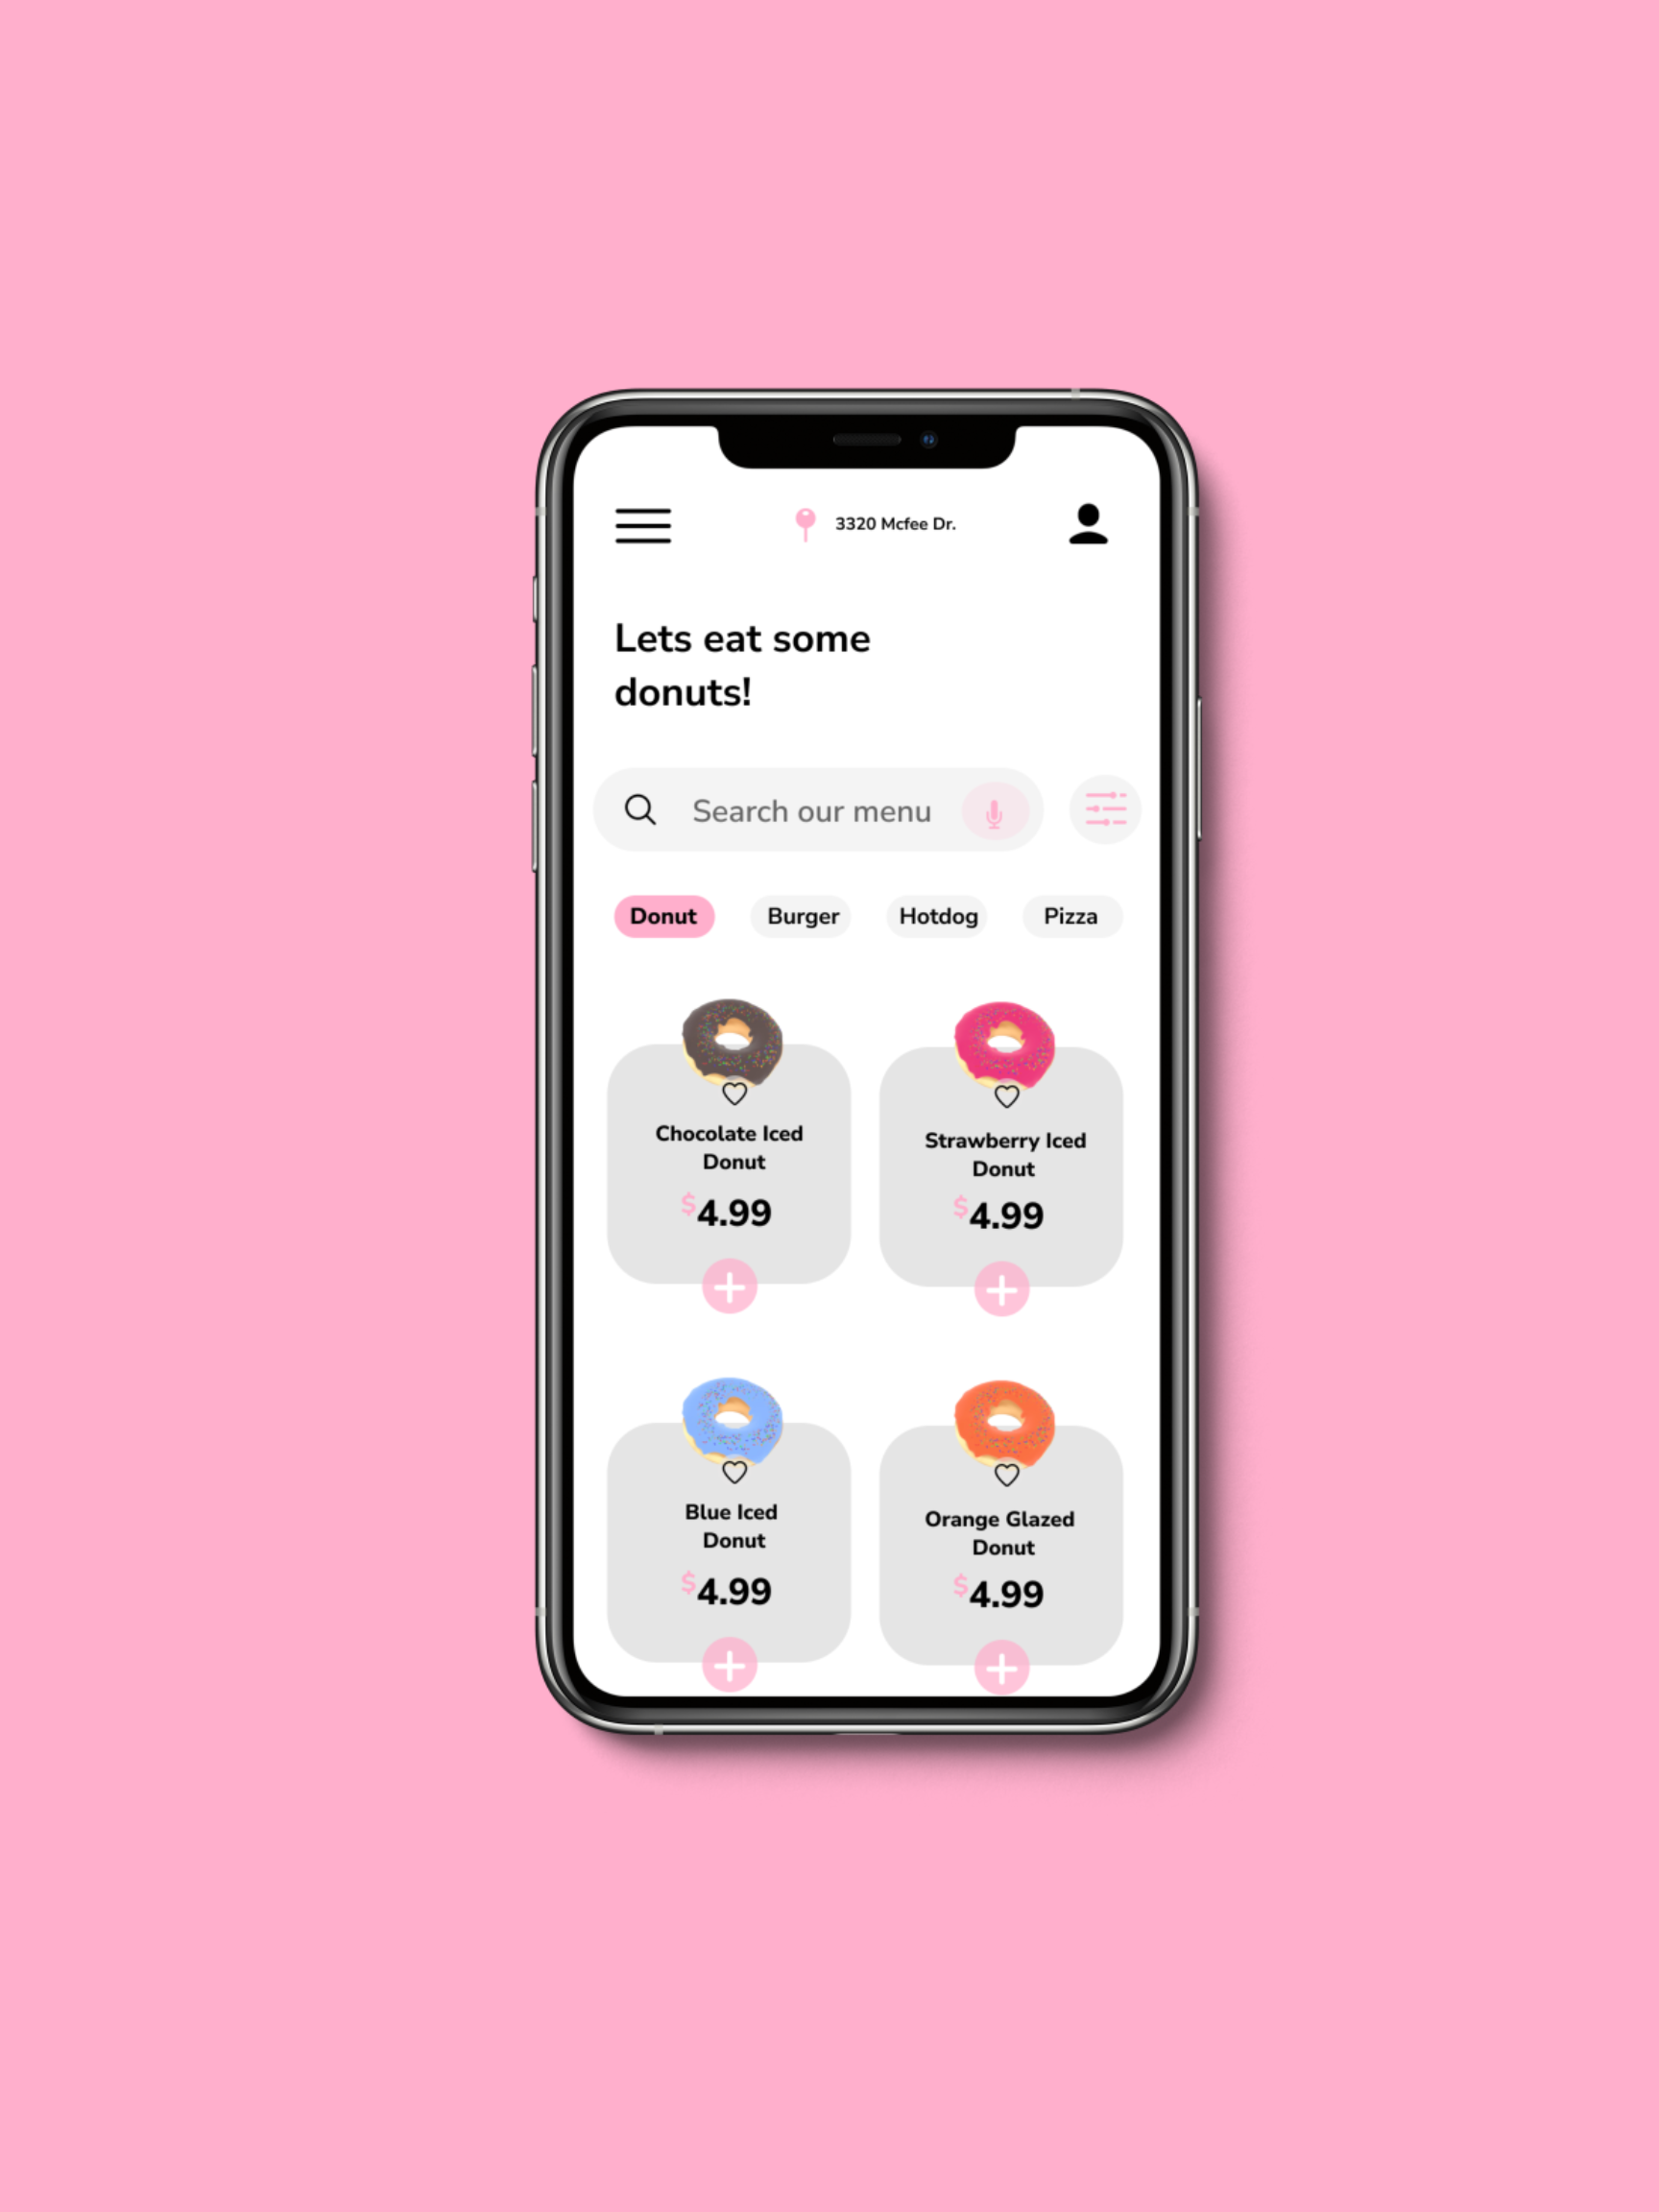 3320 Mcfee Dr.
Lets eat some
donuts!
Search our menu
Donut Burger Hotdog Pizza
Chocolate Iced
Donut
$4.99
Strawberry Iced
Donut
$4.99
Blue Iced
Donut
$4.99
Orange Glazed
Donut
$4.99